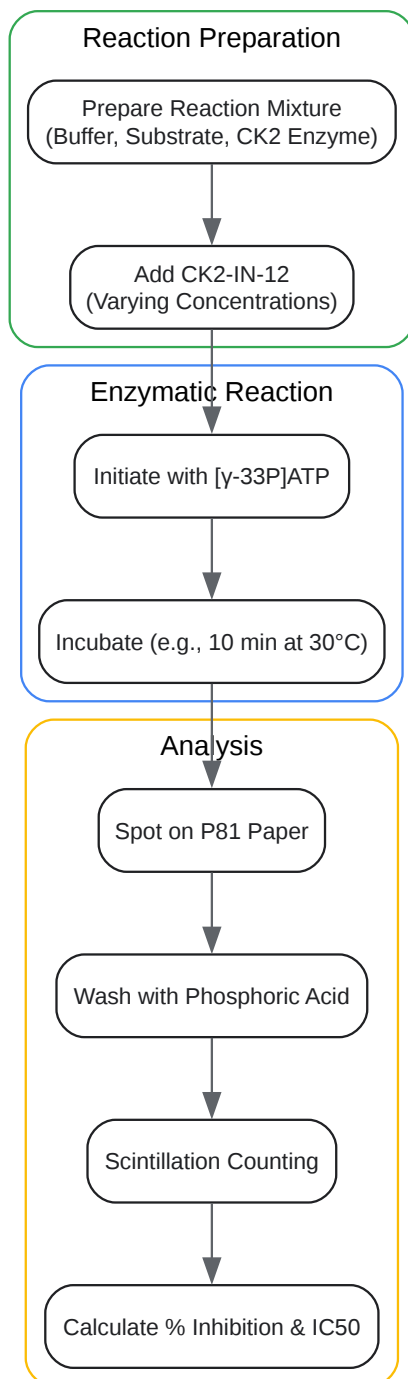 Reaction Preparation
Prepare Reaction Mixture
(Buffer, Substrate, CK2 Enzyme)
Add CK2-IN-12
(Varying Concentrations)
Enzymatic Reaction
Initiate with [γ-33P]ATP
Incubate (e.g., 10 min at 30°C)
Analysis
Spot on P81 Paper
Wash with Phosphoric Acid
Scintillation Counting
Calculate % Inhibition & IC50